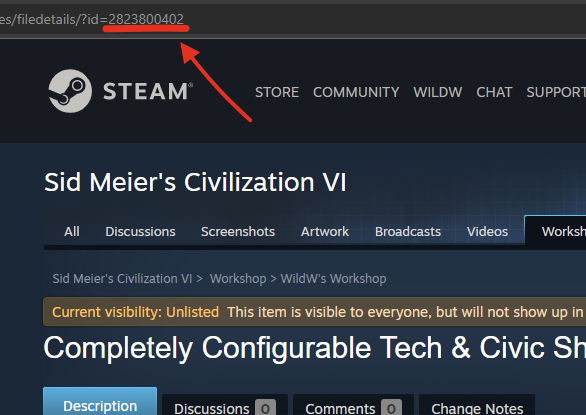 es/filedetails/?id=2823800402
STEAM®
STORE COMMUNITY WILDW CHAT SUPPORT
Sid Meier's Civilization VI
All Discussions Screenshots Artwork Broadcasts Videos Worksh
Sid Meier's Civilization VI > Workshop > WildW's Workshop
Current visibility: Unlisted This item is visible to everyone, but will not show up in
Completely Configurable Tech & Civic Sh
Description Discussions 0 Comments 0 Change Notes